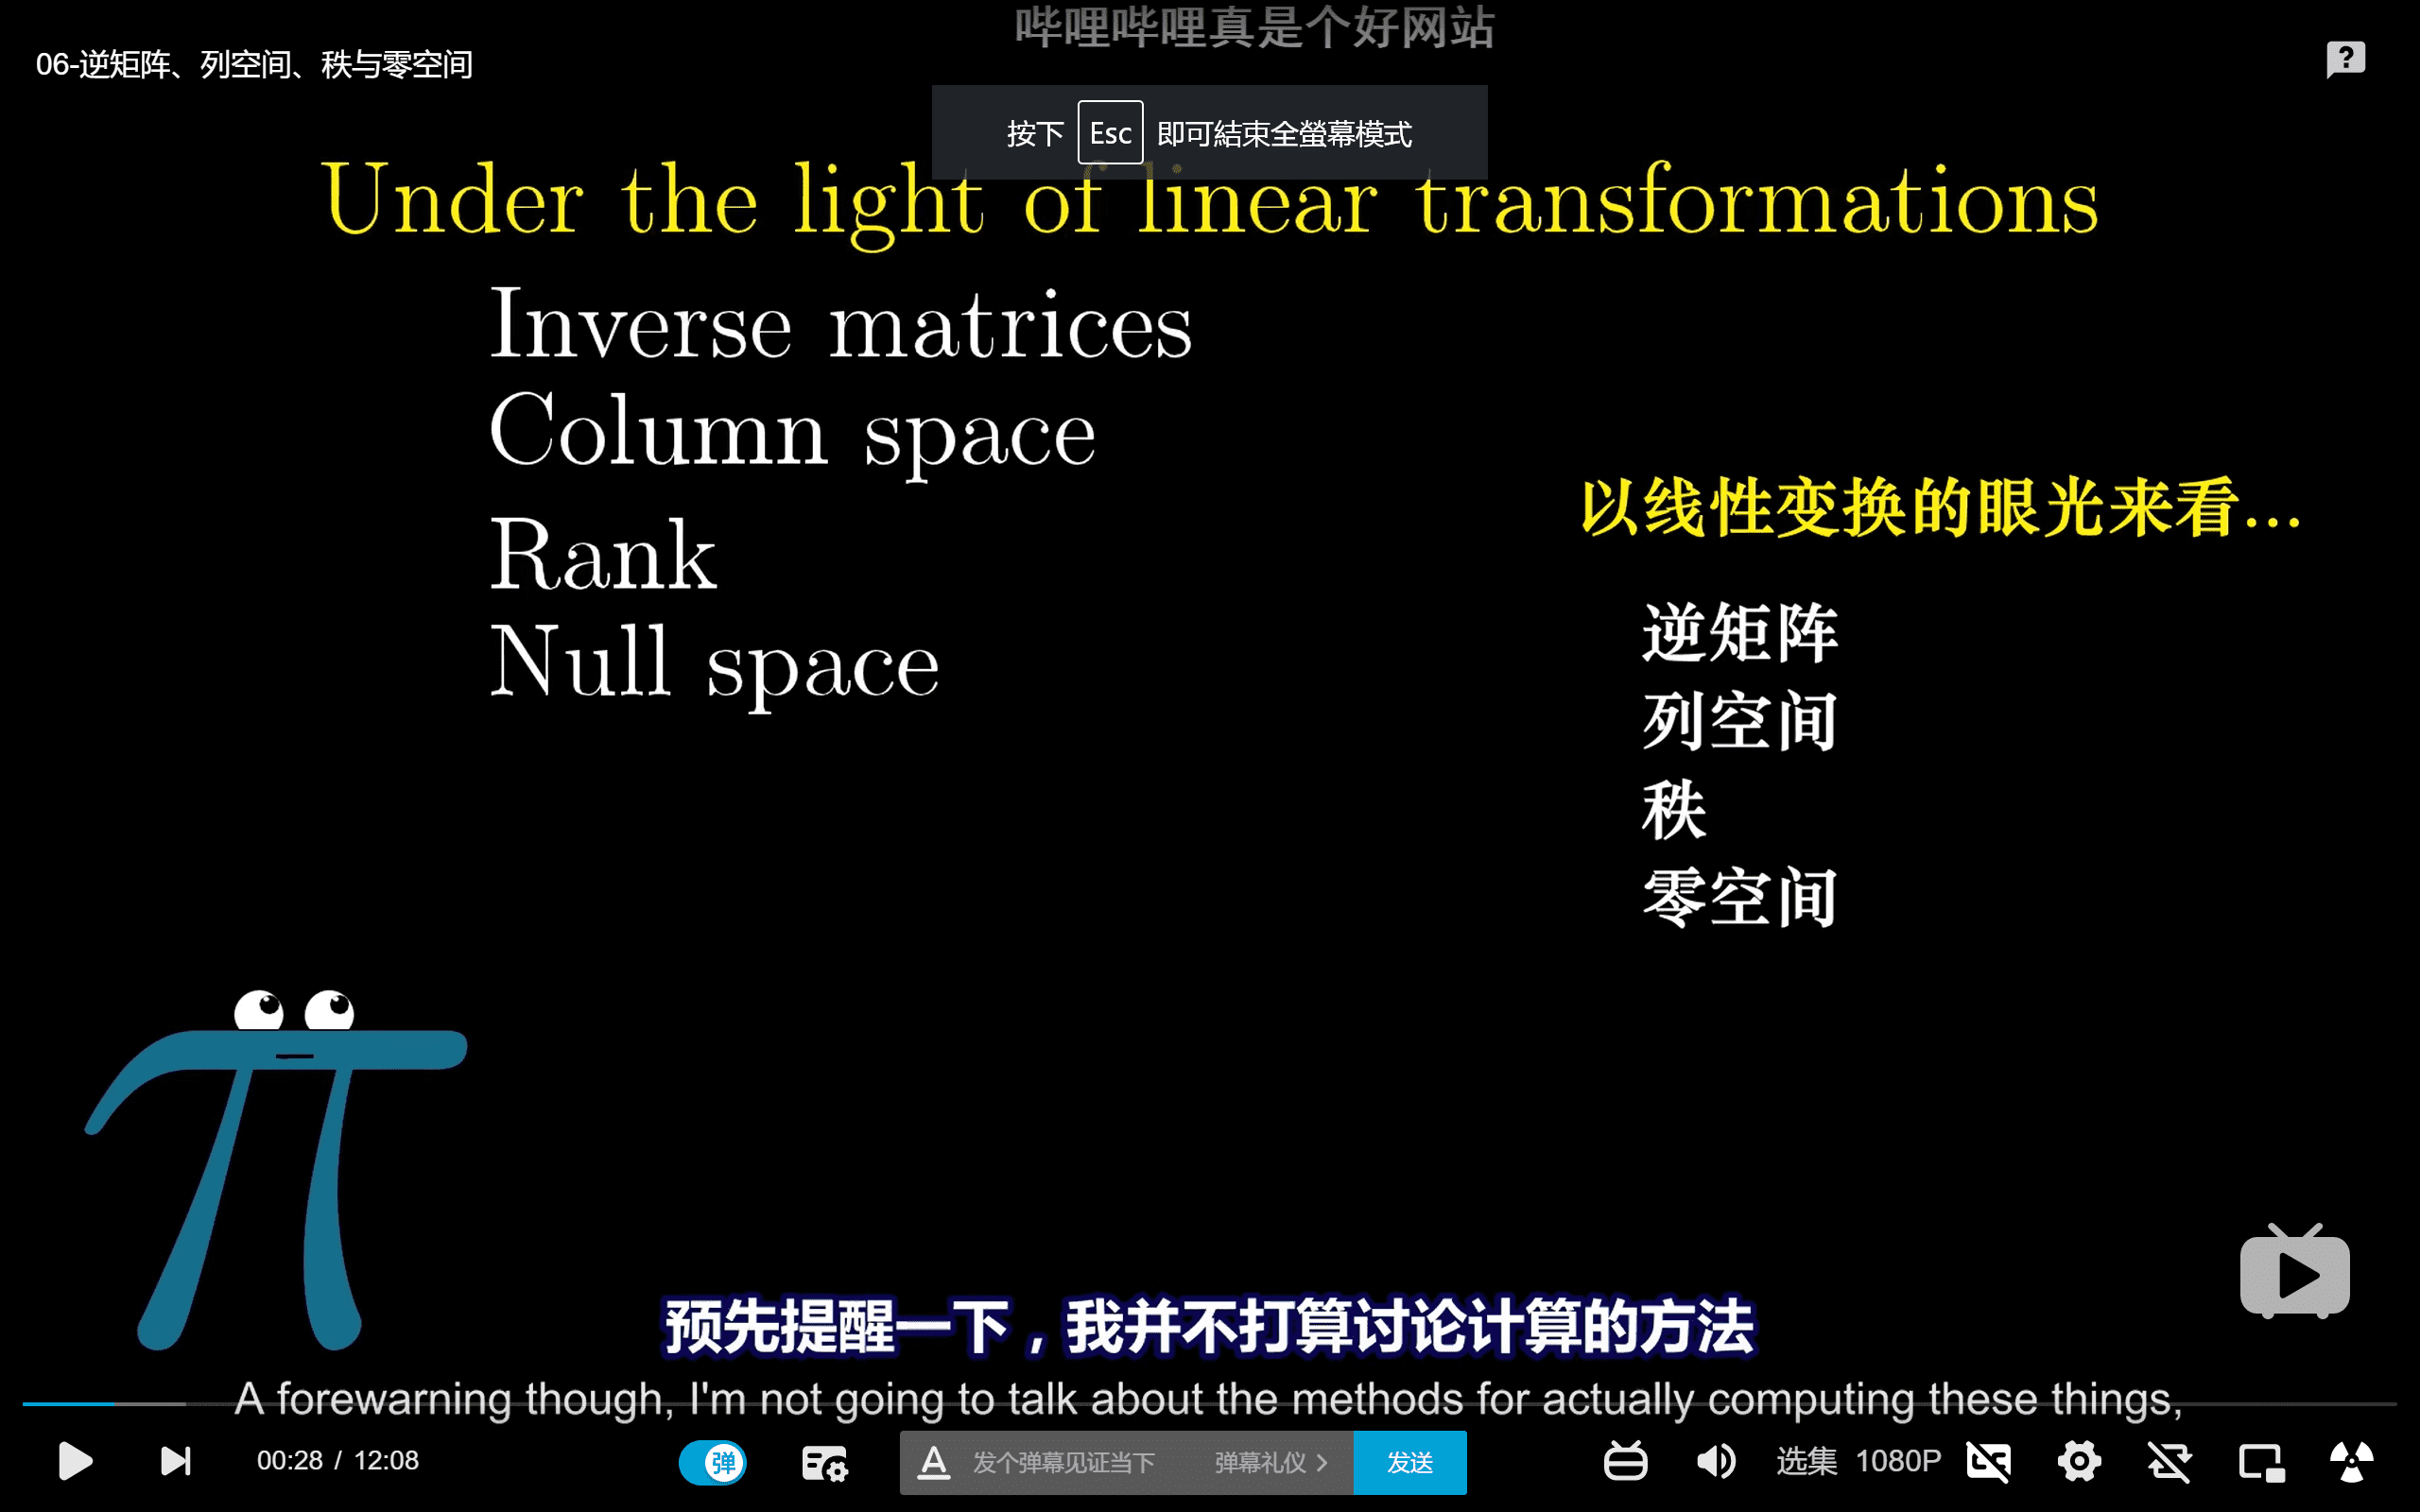 哔哩哔哩真是个好网站
06-逆矩阵、列空间、秩与零空间
按下 Esc 即可結束全螢幕模式
Under the light of linear transformations
Inverse matrices
Column space
Rank
Null space
以线性变换的眼光来看...
逆矩阵
列空间
秩
零空间
预先提醒一下，我并不打算讨论计算的方法
A forewarning though, I'm not going to talk about the methods for actually computing these things,
00:28 / 12:08
弹
A 发个弹幕见证当下 弹幕礼仪 发送
选集 1080P